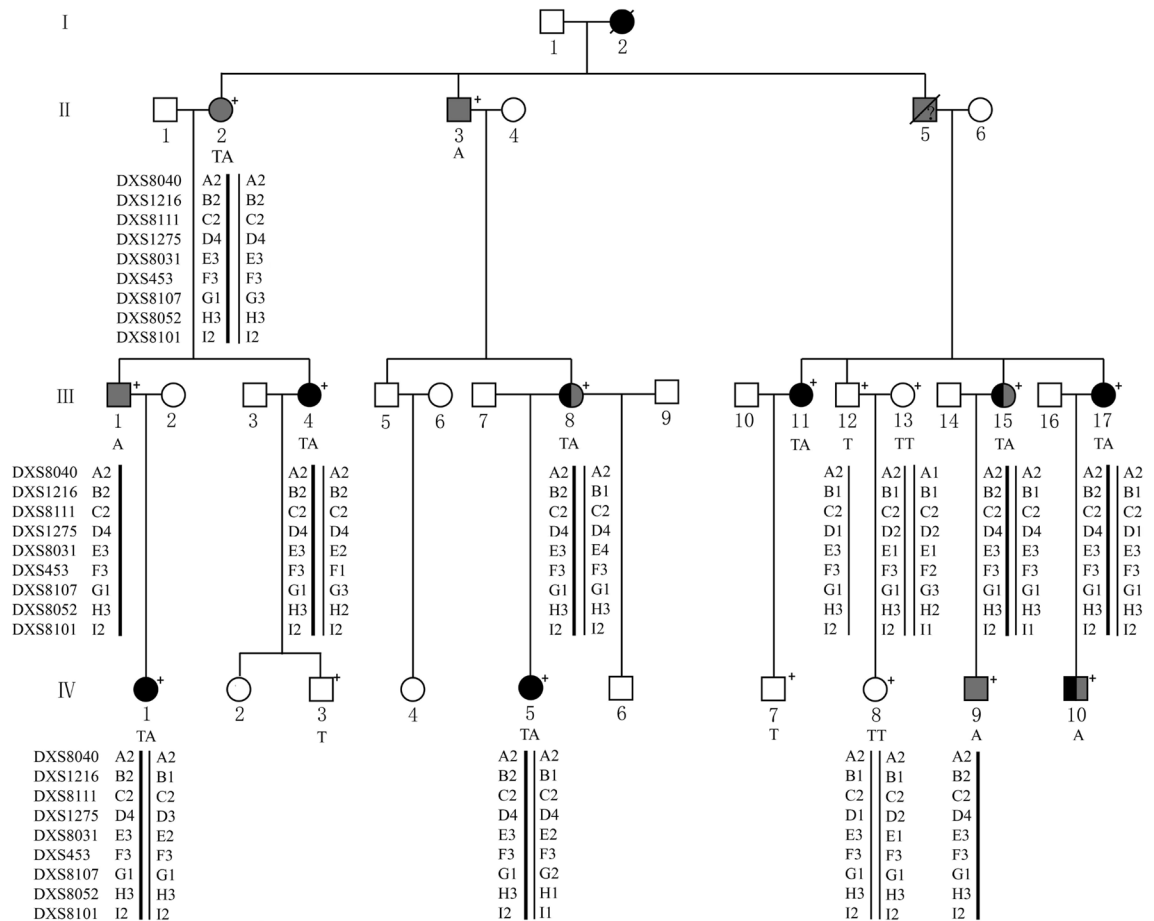 I
1 2
II
?
1 2 3 4 5 6
TA A
DXS8040 A2 A2
DXS1216 B2 B2
DXS8111 C2 C2
DXS1275 D4 D4
DXS8031 E3 E3
DXS453 F3 F3
DXS8107 G1 G3
DXS8052 H3 H3
DXS8101 I2 I2
III
1 2 3 4 5 6 7 8 9 10 11 12 13 14 15 16 17
A TA TA TA T TT TA TA
DXS8040 A2 A2 A2 A2 A2 A2 A2 A1 A2 A2 A2 A2
DXS1216 B2 B2 B2 B2 B1 B1 B1 B1 B2 B1 B2 B1
DXS8111 C2 C2 C2 C2 C2 C2 C2 C2 C2 C2 C2 C2
DXS1275 D4 D4 D4 D4 D4 D1 D2 D2 D4 D4 D4 D1
DXS8031 E3 E3 E2 E3 E4 E3 E1 E1 E3 E3 E3 E3
DXS453 F3 F3 F1 F3 F3 F3 F3 F2 F3 F3 F3 F3
DXS8107 G1 G1 G3 G1 G1 G1 G1 G3 G1 G1 G1 G1
DXS8052 H3 H3 H2 H3 H3 H3 H3 H2 H3 H3 H3 H3
DXS8101 I2 I2 I2 I2 I2 I2 I2 I1 I2 I1 I2 I2
IV
1 2 3 4 5 6 7 8 9 10
TA T TA T TT A A
DXS8040 A2 A2 A2 A2 A2 A2 A2
DXS1216 B2 B1 B2 B1 B1 B1 B2
DXS8111 C2 C2 C2 C2 C2 C2 C2
DXS1275 D4 D3 D4 D4 D1 D2 D4
DXS8031 E3 E2 E3 E2 E3 E1 E3
DXS453 F3 F3 F3 F3 F3 F3 F3
DXS8107 G1 G1 G1 G2 G1 G1 G1
DXS8052 H3 H3 H3 H1 H3 H3 H3
DXS8101 I2 I2 I2 I1 I2 I2 I2